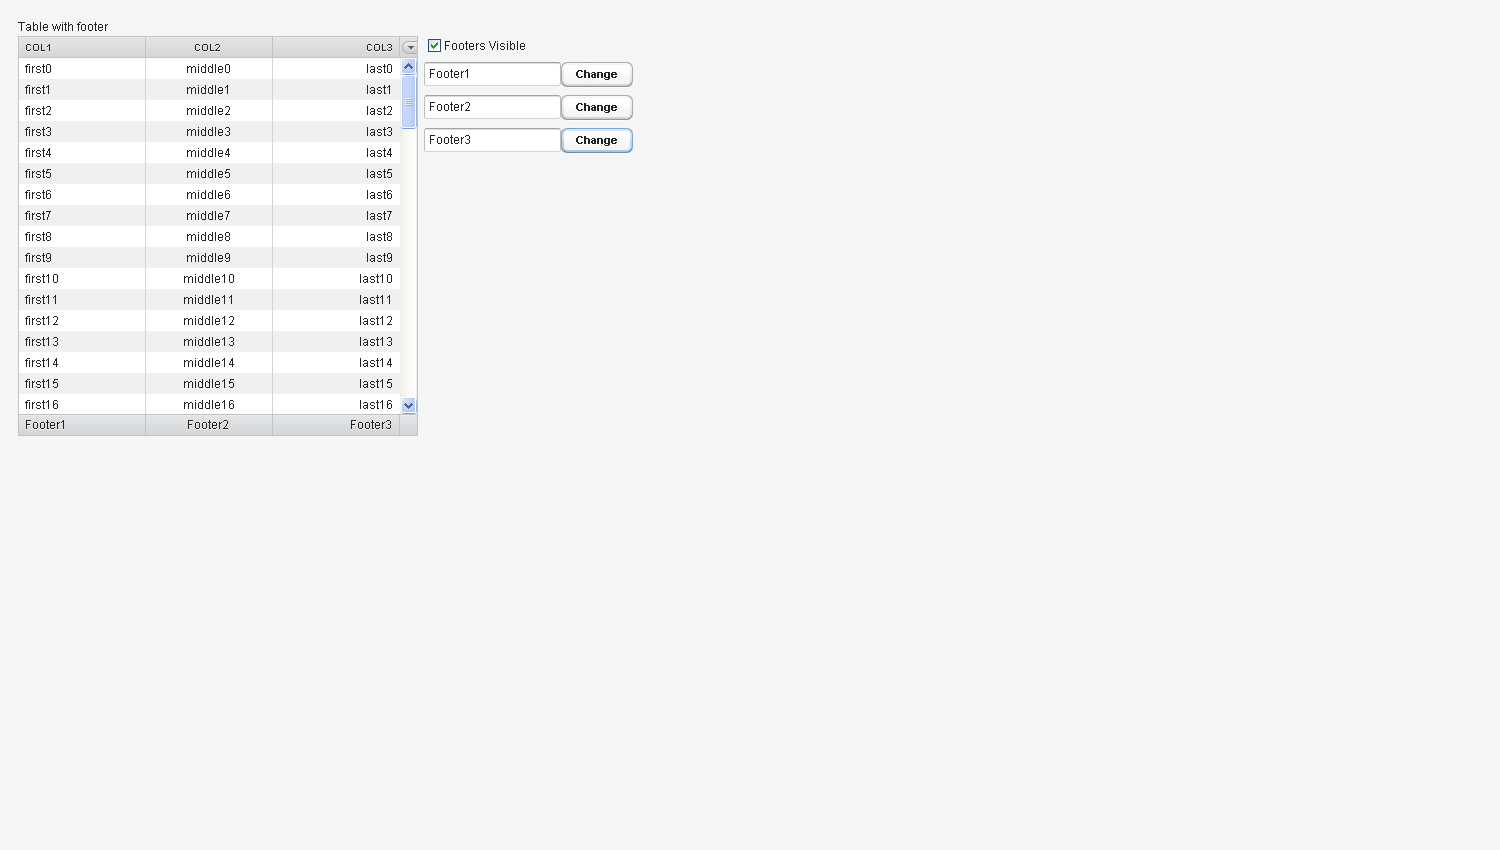 Table with footer
COL1 COL2 COL3
first0 middle0 last0
first1 middle1 last1
first2 middle2 last2
first3 middle3 last3
first4 middle4 last4
first5 middle5 last5
first6 middle6 last6
first7 middle7 last7
first8 middle8 last8
first9 middle9 last9
first10 middle10 last10
first11 middle11 last11
first12 middle12 last12
first13 middle13 last13
first14 middle14 last14
first15 middle15 last15
first16 middle16 last16
Footer1 Footer2 Footer3
Footers Visible
Footer1 Change
Footer2 Change
Footer3 Change